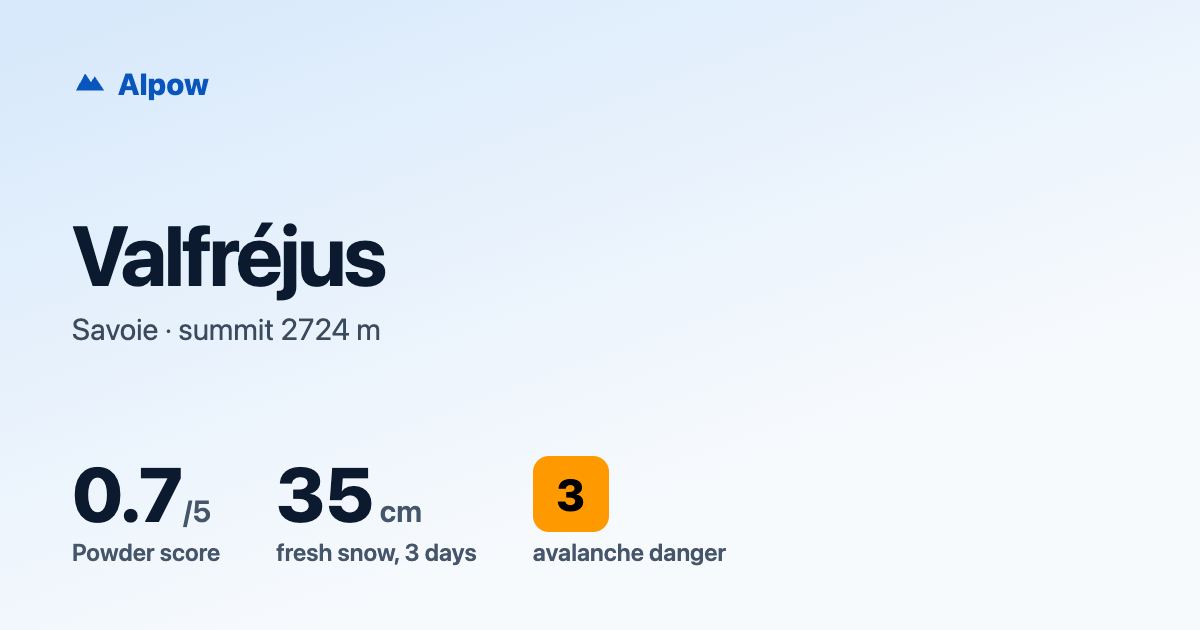 Alpow
Valfréjus
Savoie · summit 2724 m
0.7/5
Powder score
35 cm
fresh snow, 3 days
3
avalanche danger